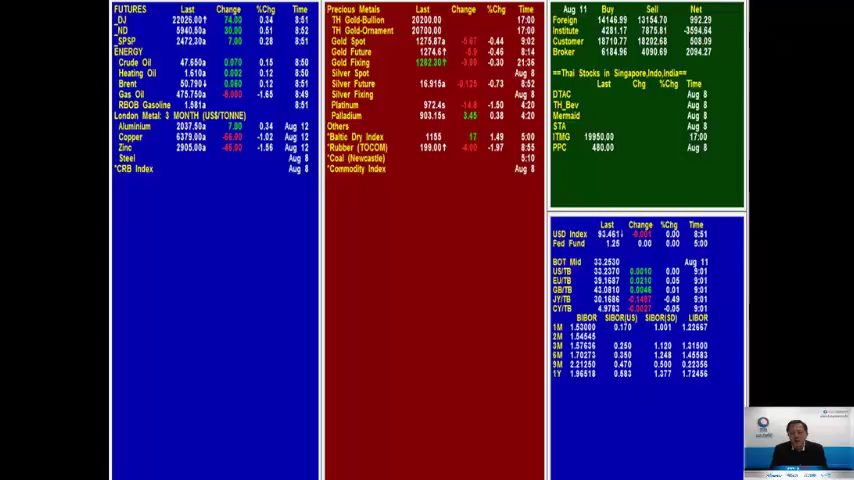 FUTURES Last Change %Chg Time
_DJ 22026.00↑ 74.00 0.34 8:51
_ND 5940.50s 30.00 0.51 8:52
_SPSP 2472.30s 7.00 0.28 8:51
ENERGY
Crude Oil 47.650s 0.070 0.15 8:50
Heating Oil 1.610s 0.002 0.12 8:50
Brent 50.790↓ 0.060 0.12 8:51
Gas Oil 475.750s -8.000 -1.65 8:49
RBOB Gasoline 1.581a 8:51
London Metal: 3 MONTH (US$/TONNE)
Aluminium 2037.50a 7.00 0.34 Aug 12
Copper 6379.00a -66.00 -1.02 Aug 12
Zinc 2905.00a -46.00 -1.56 Aug 12
Steel Aug 8
*CRB Index Aug 8
Precious Metals Last Change %Chg Time
TH Gold-Bullion 20200.00 17:00
TH Gold-Ornament 20700.00 17:00
Gold Spot 1275.87a -5.67 -0.44 9:02
Gold Future 1274.6↑ -5.9 -0.46 8:14
Gold Fixing 1282.30↑ -0.30 21:36
Silver Spot Aug 8
Silver Future 16.915s -0.73 8:52
Silver Fixing Aug 8
Platinum 972.4s -14.8 -1.50 4:20
Palladium 903.15s 3.45 0.38 4:20
Others
*Baltic Dry Index 1155 17 1.49 5:00
*Rubber (TOCOM) 199.00↑ -4.00 -1.97 8:55
*Coal (Newcastle) 5:10
*Commodity Index Aug 8
Aug 11 Buy Sell Net
Foreign 14146.99 13154.70 992.29
Institute 4281.17 7875.81 -3594.64
Customer 18710.77 18202.68 508.09
Broker 6184.96 4090.69 2094.27
==Thai Stocks in Singapore,Indo,India==
Last Chg %Chg Time
DTAC Aug 8
TH_Bev Aug 8
Mermaid Aug 8
STA Aug 8
ITMG 19950.00 17:00
PPC 480.00 Aug 8
Last Change %Chg Time
USD Index 93.461↓ -0.001 0.00 8:51
Fed Fund 1.25 0.00 0.00 5:00
BOT Mid 33.2530 Aug 11
US/TB 33.2370 0.0010 0.00 9:01
EU/TB 39.1687 0.0210 0.05 9:01
GB/TB 43.0810 0.0046 0.01 9:01
JY/TB 30.1686 -0.1487 -0.49 9:01
CY/TB 4.9783 -0.0027 -0.05 9:01
BIBOR SIBOR(US) SIBOR(SD) LIBOR
1M 1.53000 0.170 1.001 1.22667
2M 1.54545
3M 1.57636 0.250 1.120 1.31500
6M 1.70273 0.350 1.248 1.45583
9M 2.21250 0.470 0.500 0.22356
1Y 1.96518 0.583 1.377 1.72456